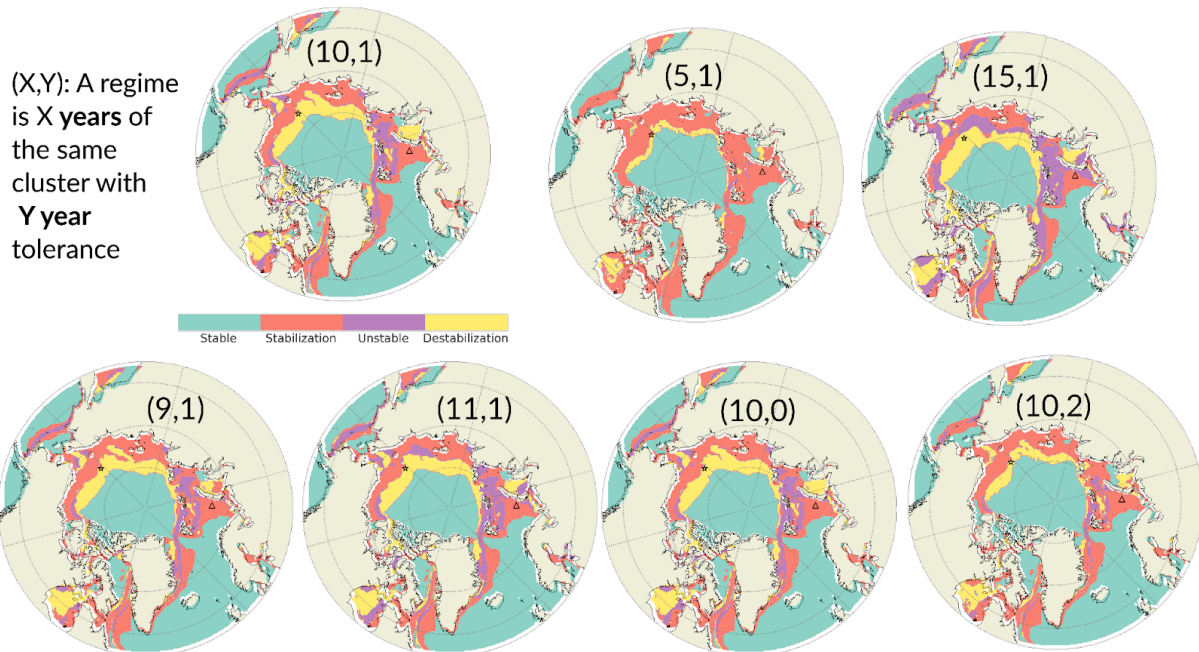 (X,Y): A regime
is X years of
the same
cluster with
Y year
tolerance
(10,1)
(5,1)
(15,1)
Stable Stabilization Unstable Destabilization
(9,1)
(11,1)
(10,0)
(10,2)